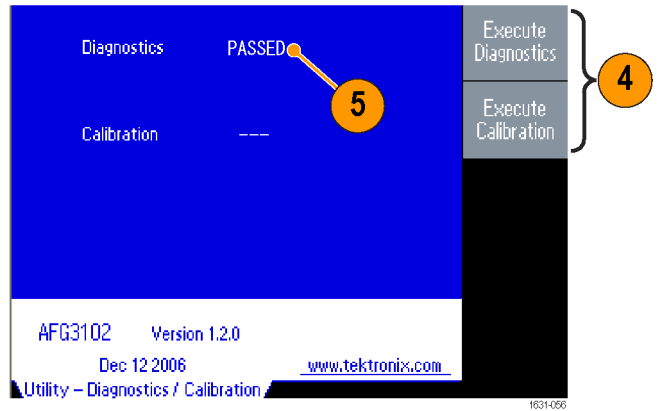 Diagnostics PASSED
Execute Diagnostics
4
5
Calibration ---
Execute Calibration
AFG3102 Version 1.2.0
Dec 12 2006 www.tektronix.com
Utility – Diagnostics / Calibration
1631-056